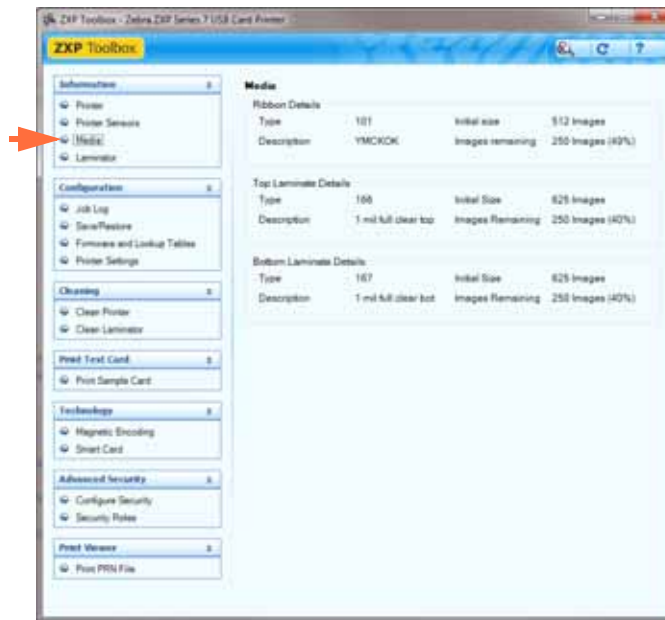 ZXP Toolbox - Zebra ZXP Series 7 USB Card Printer
ZXP Toolbox
Information
Printer
Printer Sensors
Media
Laminator
Configuration
Job Log
Save/Restore
Firmware and Lookup Tables
Printer Settings
Cleaning
Clean Printer
Clean Laminator
Print Test Card
Print Sample Card
Technology
Magnetic Encoding
Smart Card
Advanced Security
Configure Security
Security Roles
Print Viewer
Print PRN File
Media
Ribbon Details
Type 101 Initial size 512 Images
Description YMCKOK Images remaining 250 Images (49%)
Top Laminate Details
Type 166 Initial Size 625 Images
Description 1 mil full clear top Images Remaining 250 Images (40%)
Bottom Laminate Details
Type 167 Initial Size 625 Images
Description 1 mil full clear bot Images Remaining 250 Images (40%)